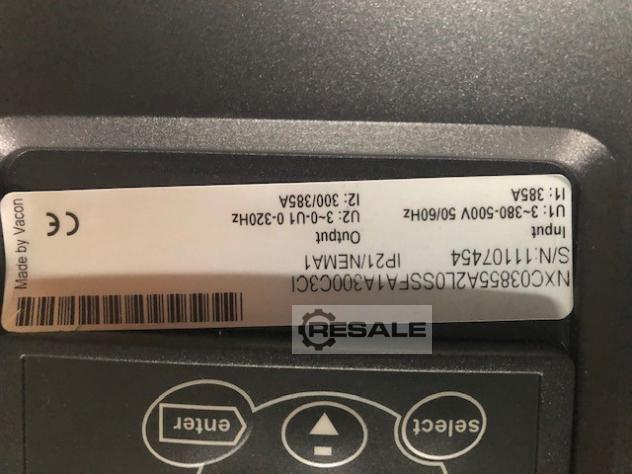 select
enter
NXC03855A2L0SSFA1A300C3CI
S/N:11107454
IP21/NEMA1
Input
U1: 3~380-500V 50/60Hz
I1: 385A
Output
U2: 3~0-U1 0-320Hz
I2: 300/385A
CE
Made by Vacon
RESALE